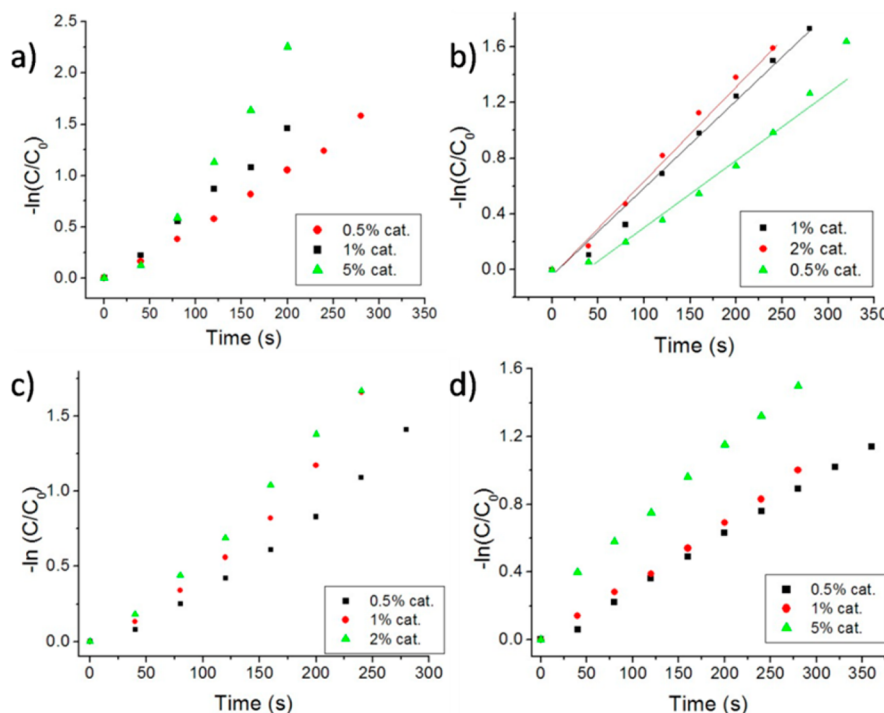 a)
-ln(C/C0)
2.5
2.0
1.5
1.0
0.5
0.0
0.5% cat.
1% cat.
5% cat.
0 50 100 150 200 250 300 350
Time (s)
b)
-ln(C/C0)
1.6
1.2
0.8
0.4
0.0
1% cat.
2% cat.
0.5% cat.
0 50 100 150 200 250 300 350
Time (s)
c)
-ln (C/C0)
1.5
1.0
0.5
0.0
0.5% cat.
1% cat.
2% cat.
0 50 100 150 200 250 300
Time (s)
d)
-ln(C/C0)
1.6
1.2
0.8
0.4
0.0
0.5% cat.
1% cat.
5% cat.
0 50 100 150 200 250 300 350
Time (s)